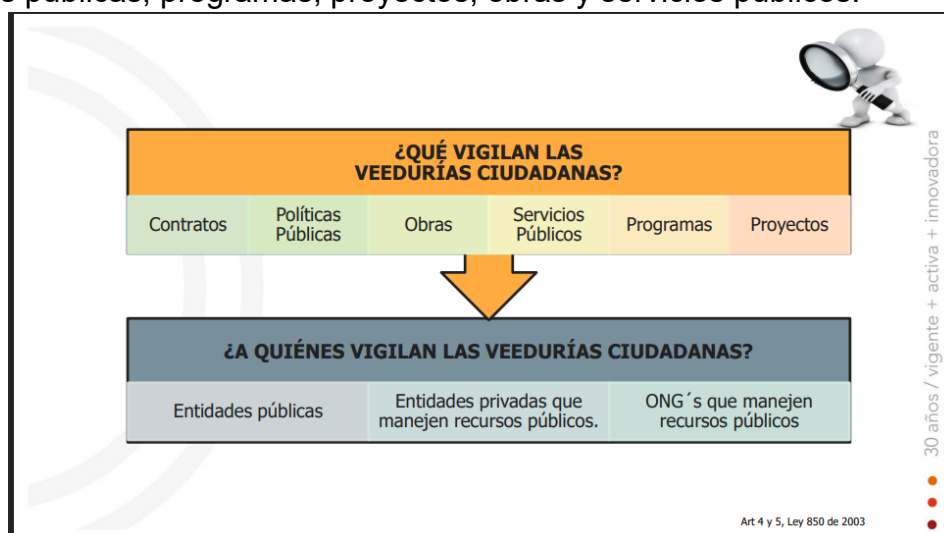 s públicas, programas, proyectos, obras y servicios públicos.
¿QUÉ VIGILAN LAS
VEEDURÍAS CIUDADANAS?
Contratos
Políticas
Públicas
Obras
Servicios
Públicos
Programas
Proyectos
¿A QUIÉNES VIGILAN LAS VEEDURÍAS CIUDADANAS?
Entidades públicas
Entidades privadas que
manejen recursos públicos.
ONG´s que manejen
recursos públicos
Art 4 y 5, Ley 850 de 2003
30 años / vigente + activa + innovadora